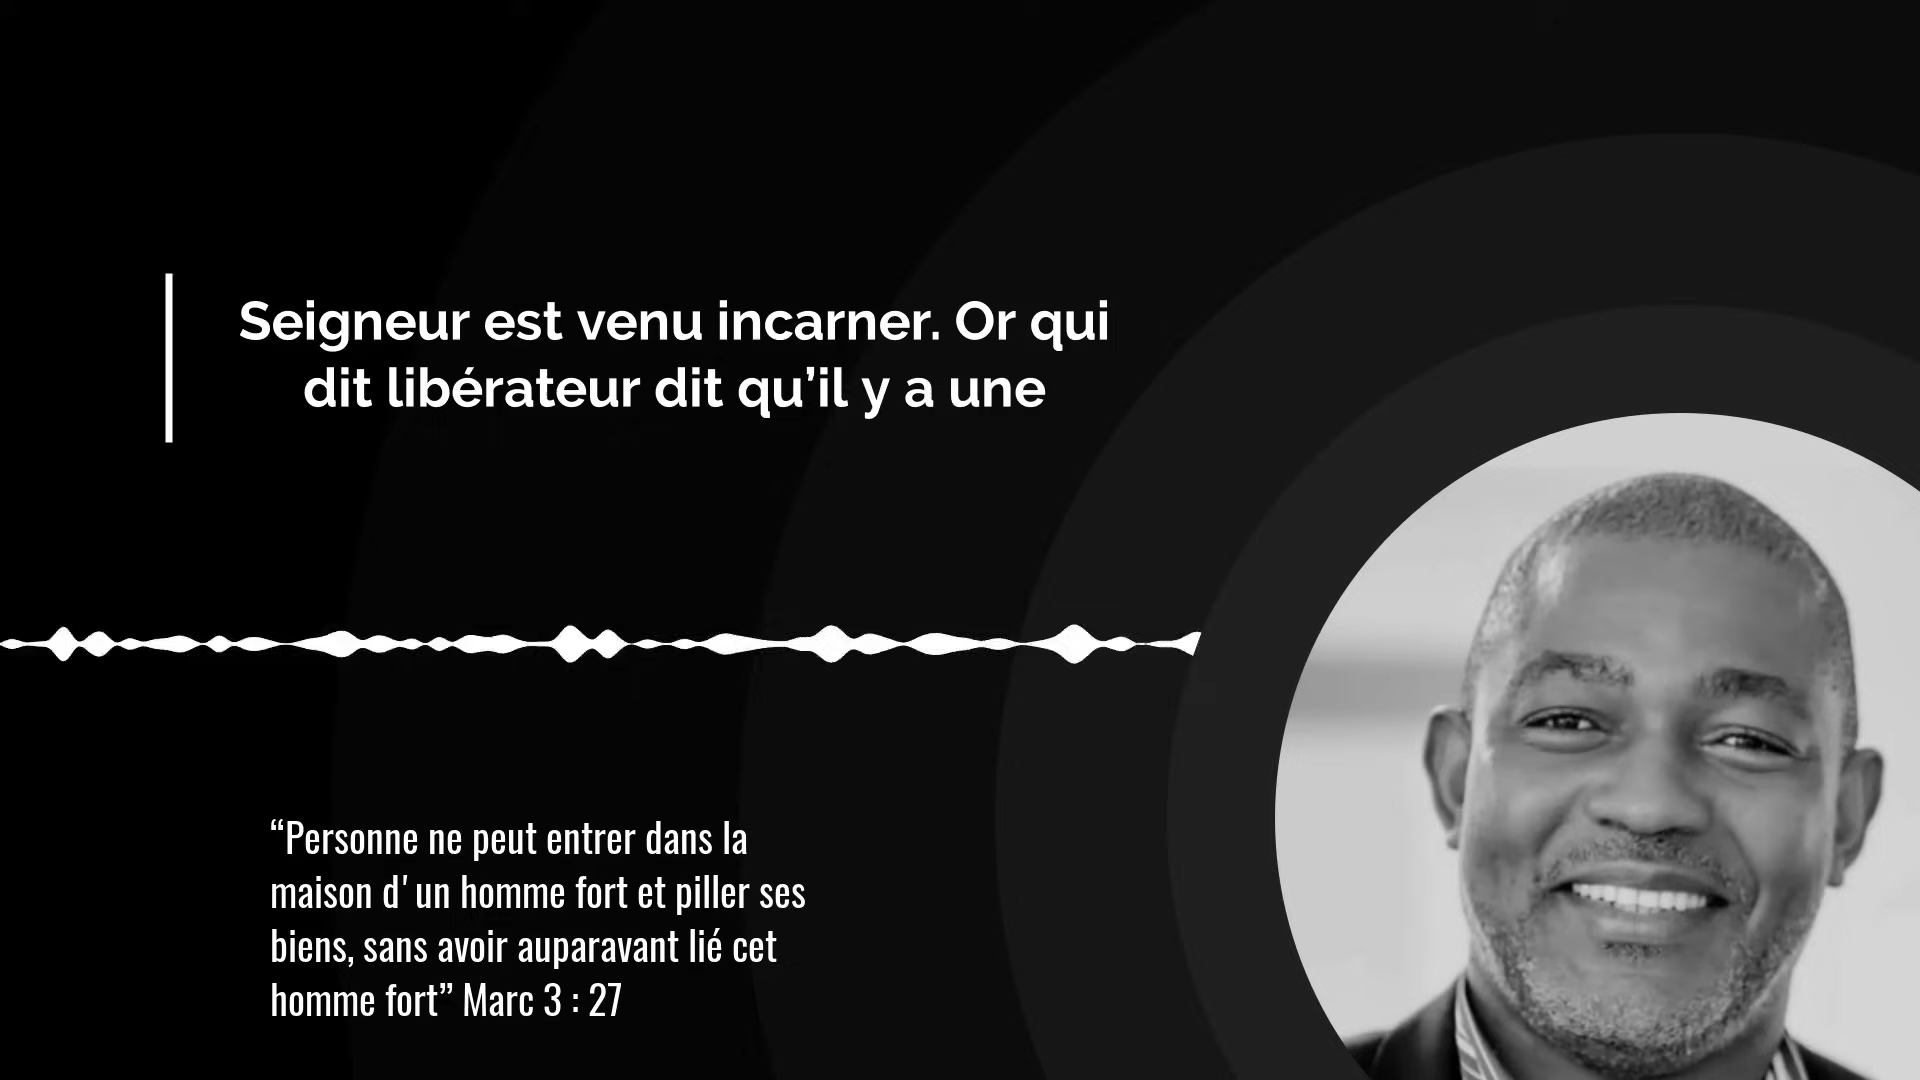 Seigneur est venu incarner. Or qui
dit libérateur dit qu’il y a une
“Personne ne peut entrer dans la
maison d'un homme fort et piller ses
biens, sans avoir auparavant lié cet
homme fort” Marc 3 : 27